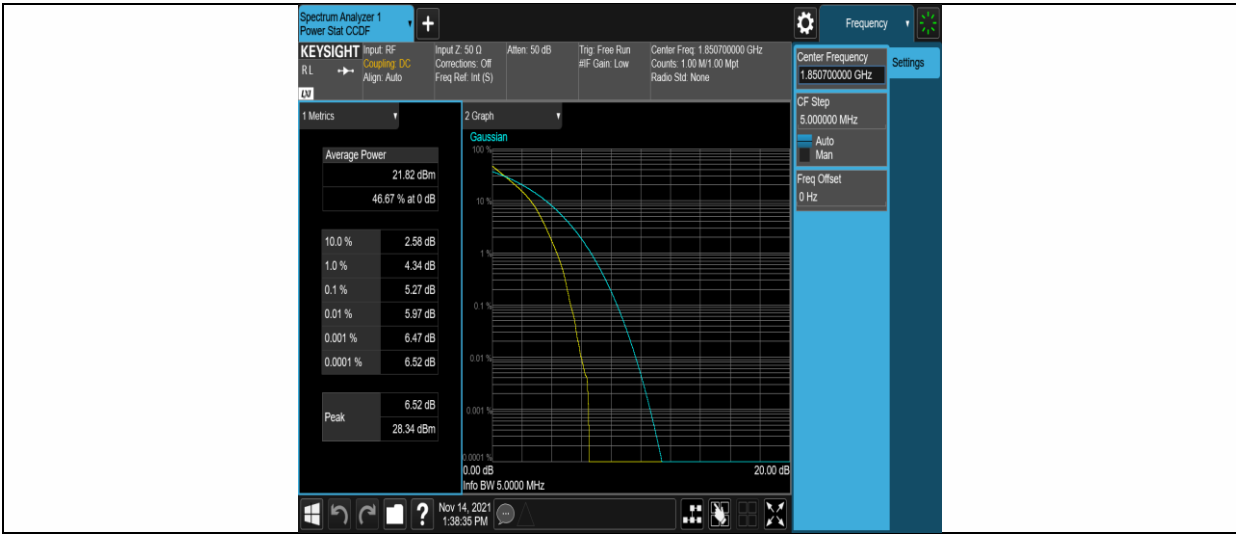 Spectrum Analyzer 1
Power Stat CCDF
+
Frequency
KEYSIGHT
RL
LXI
Input: RF
Coupling: DC
Align: Auto
Input Z: 50 Ω
Corrections: Off
Freq Ref: Int (S)
Atten: 50 dB
Trig: Free Run
#IF Gain: Low
Center Freq: 1.850700000 GHz
Counts: 1.00 M/1.00 Mpt
Radio Std: None
Center Frequency
1.850700000 GHz
Settings
CF Step
5.000000 MHz
Auto
Man
Freq Offset
0 Hz
1 Metrics
Average Power
21.82 dBm
46.67 % at 0 dB
10.0 % 2.58 dB
1.0 % 4.34 dB
0.1 % 5.27 dB
0.01 % 5.97 dB
0.001 % 6.47 dB
0.0001 % 6.52 dB
Peak
6.52 dB
28.34 dBm
2 Graph
Gaussian
100 %
10 %
1 %
0.1 %
0.01 %
0.001 %
0.0001 %
0.00 dB 20.00 dB
Info BW 5.0000 MHz
?
Nov 14, 2021
1:38:35 PM